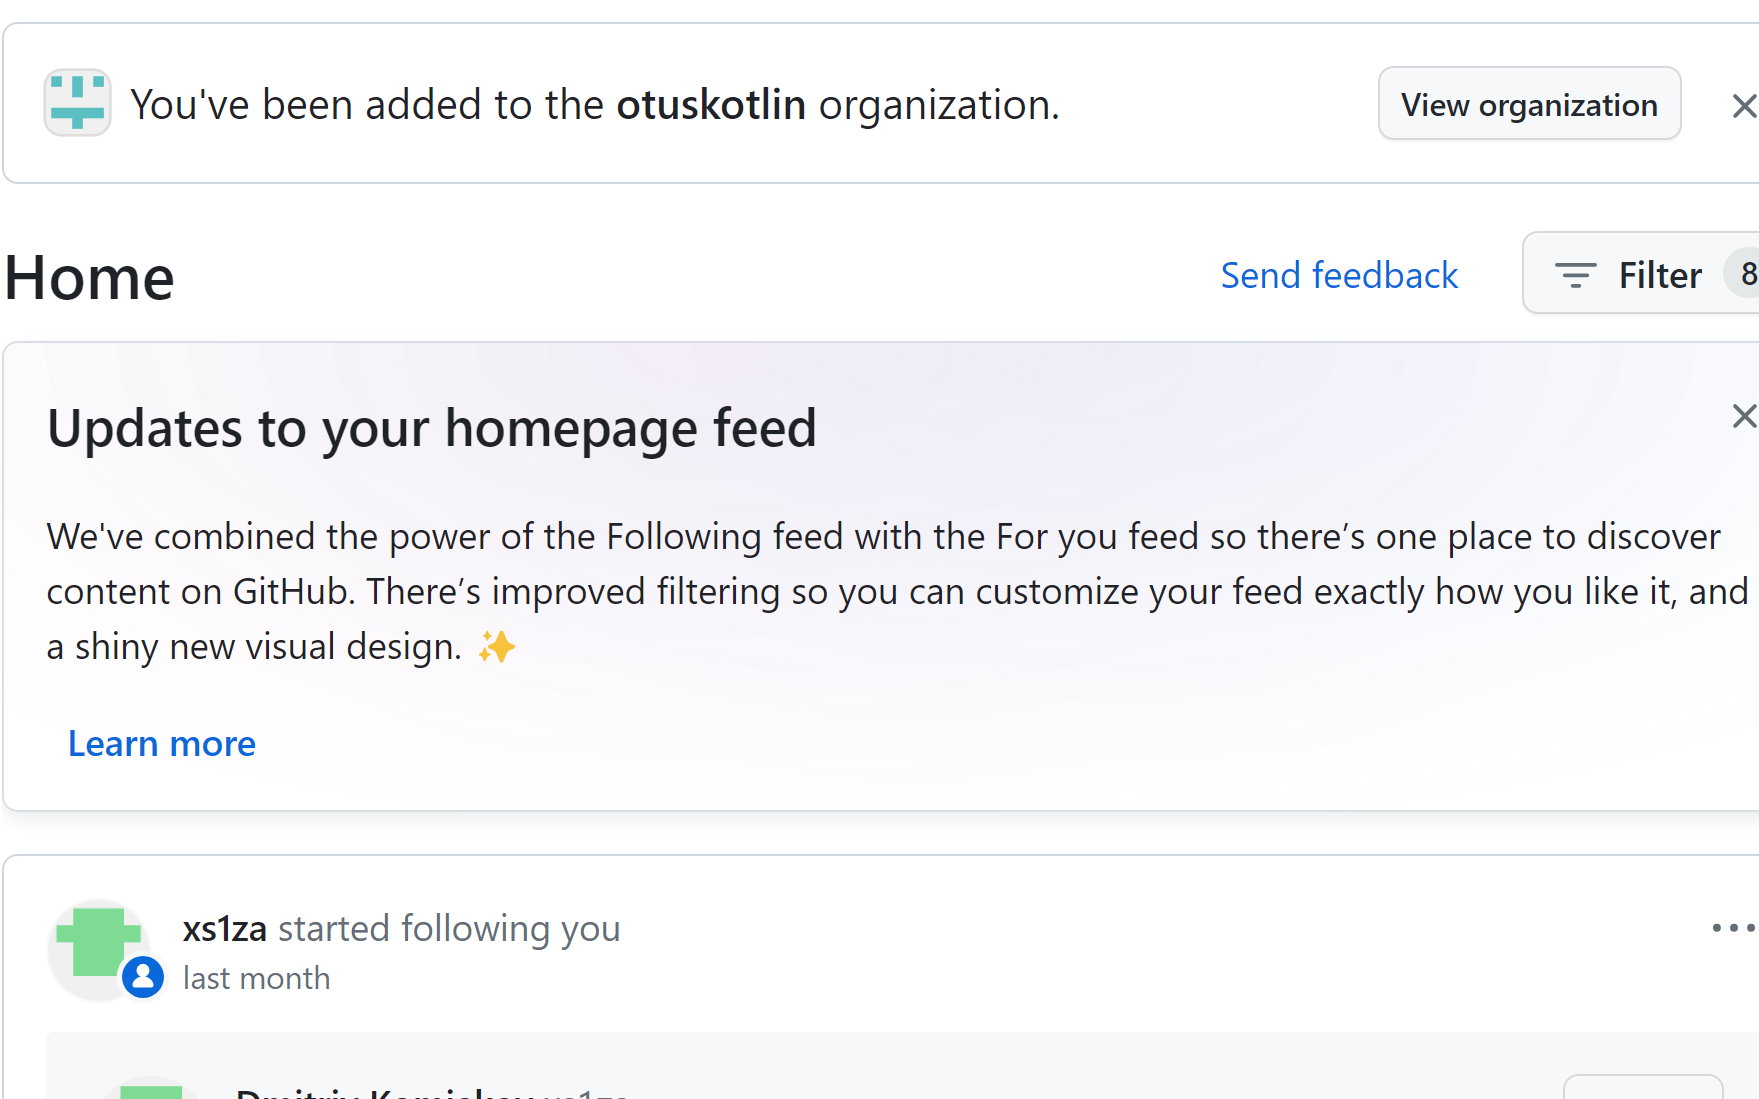 You've been added to the otuskotlin organization.
View organization
Home
Send feedback
Filter
8
Updates to your homepage feed
We've combined the power of the Following feed with the For you feed so there’s one place to discover
content on GitHub. There’s improved filtering so you can customize your feed exactly how you like it, and
a shiny new visual design. ✨
Learn more
xs1za started following you
last month